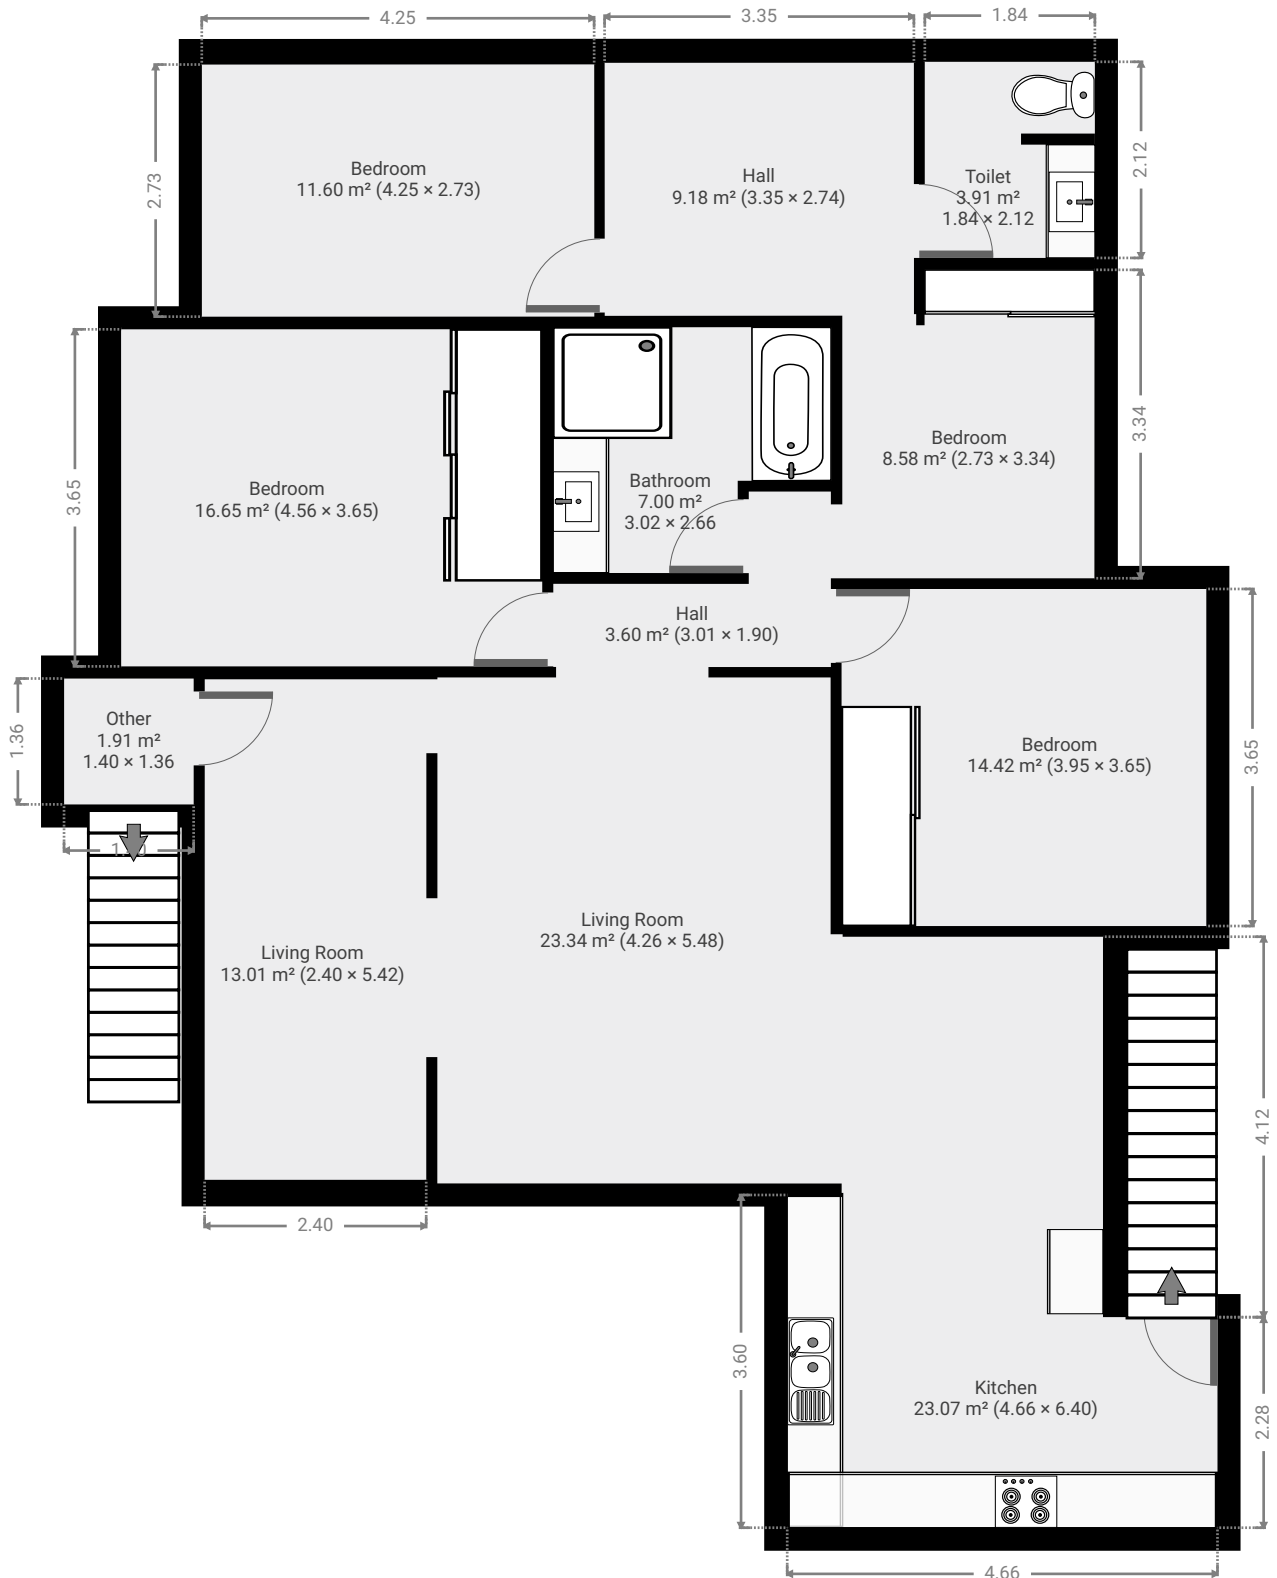 4.25
3.35
1.84
2.73
2.12
Bedroom
11.60 m² (4.25 × 2.73)
Hall
9.18 m² (3.35 × 2.74)
Toilet
3.91 m²
1.84 × 2.12
3.65
3.34
Bedroom
16.65 m² (4.56 × 3.65)
Bathroom
7.00 m²
3.02 × 2.66
Bedroom
8.58 m² (2.73 × 3.34)
Hall
3.60 m² (3.01 × 1.90)
1.36
Other
1.91 m²
1.40 × 1.36
Bedroom
14.42 m² (3.95 × 3.65)
3.65
Living Room
23.34 m² (4.26 × 5.48)
Living Room
13.01 m² (2.40 × 5.42)
4.12
2.40
3.60
Kitchen
23.07 m² (4.66 × 6.40)
2.28
4.66